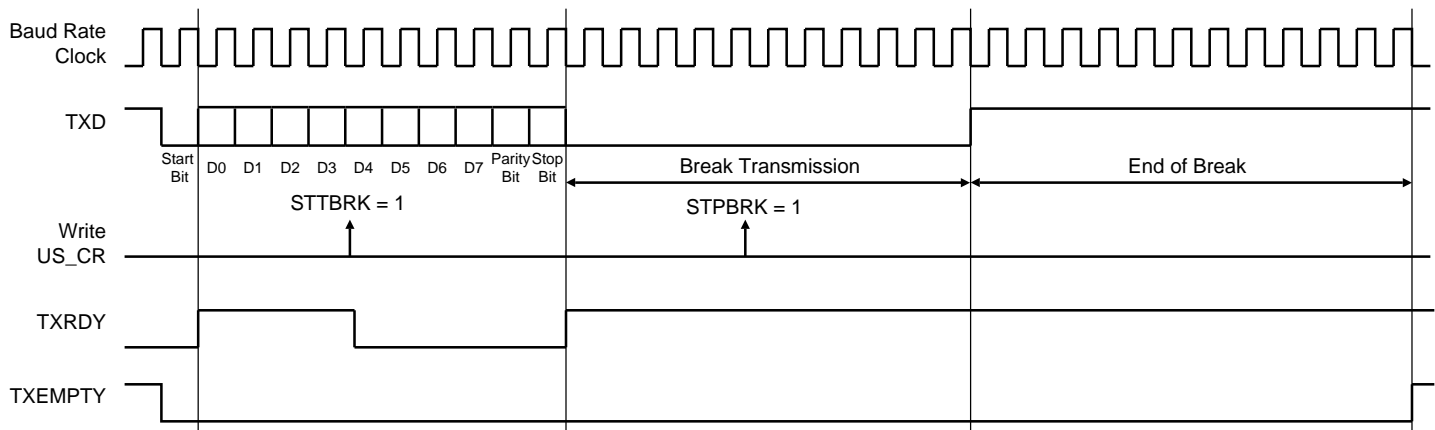 Baud Rate
Clock
TXD
Start
Bit
D0
D1
D2
D3
D4
D5
D6
D7
Parity
Bit
Stop
Bit
Break Transmission
End of Break
STTBRK = 1
STPBRK = 1
Write
US_CR
TXRDY
TXEMPTY